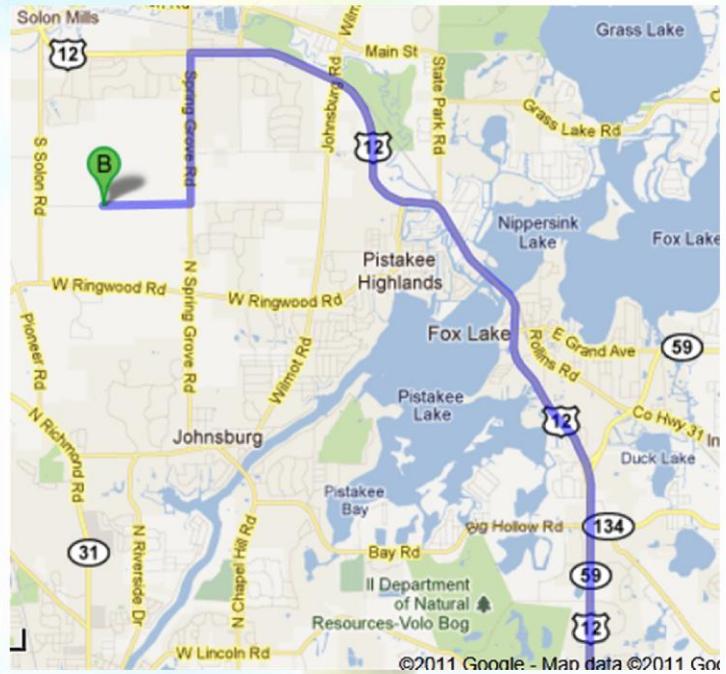 Solon Mills
Grass Lake
12
Main St
Johnsburg Rd
State Park Rd
Spring Grove Rd
S Solon Rd
Grass Lake Rd
12
B
Nippersink
Lake
Fox Lake
Pistakee
Highlands
W Ringwood Rd
W Ringwood Rd
N Spring Grove Rd
Pioneer Rd
Wilmot Rd
Fox Lake
Rollins Rd
E Grand Ave
59
Pistakee
Lake
12
Co Hwy 31
N Richmond Rd
Johnsburg
Duck Lake
Pistakee
Bay
Big Hollow Rd
134
31
N Riverside Dr
N Chapel Hill Rd
Bay Rd
59
Il Department
of Natural
Resources-Volo Bog
12
W Lincoln Rd
©2011 Google - Map data ©2011 Goo